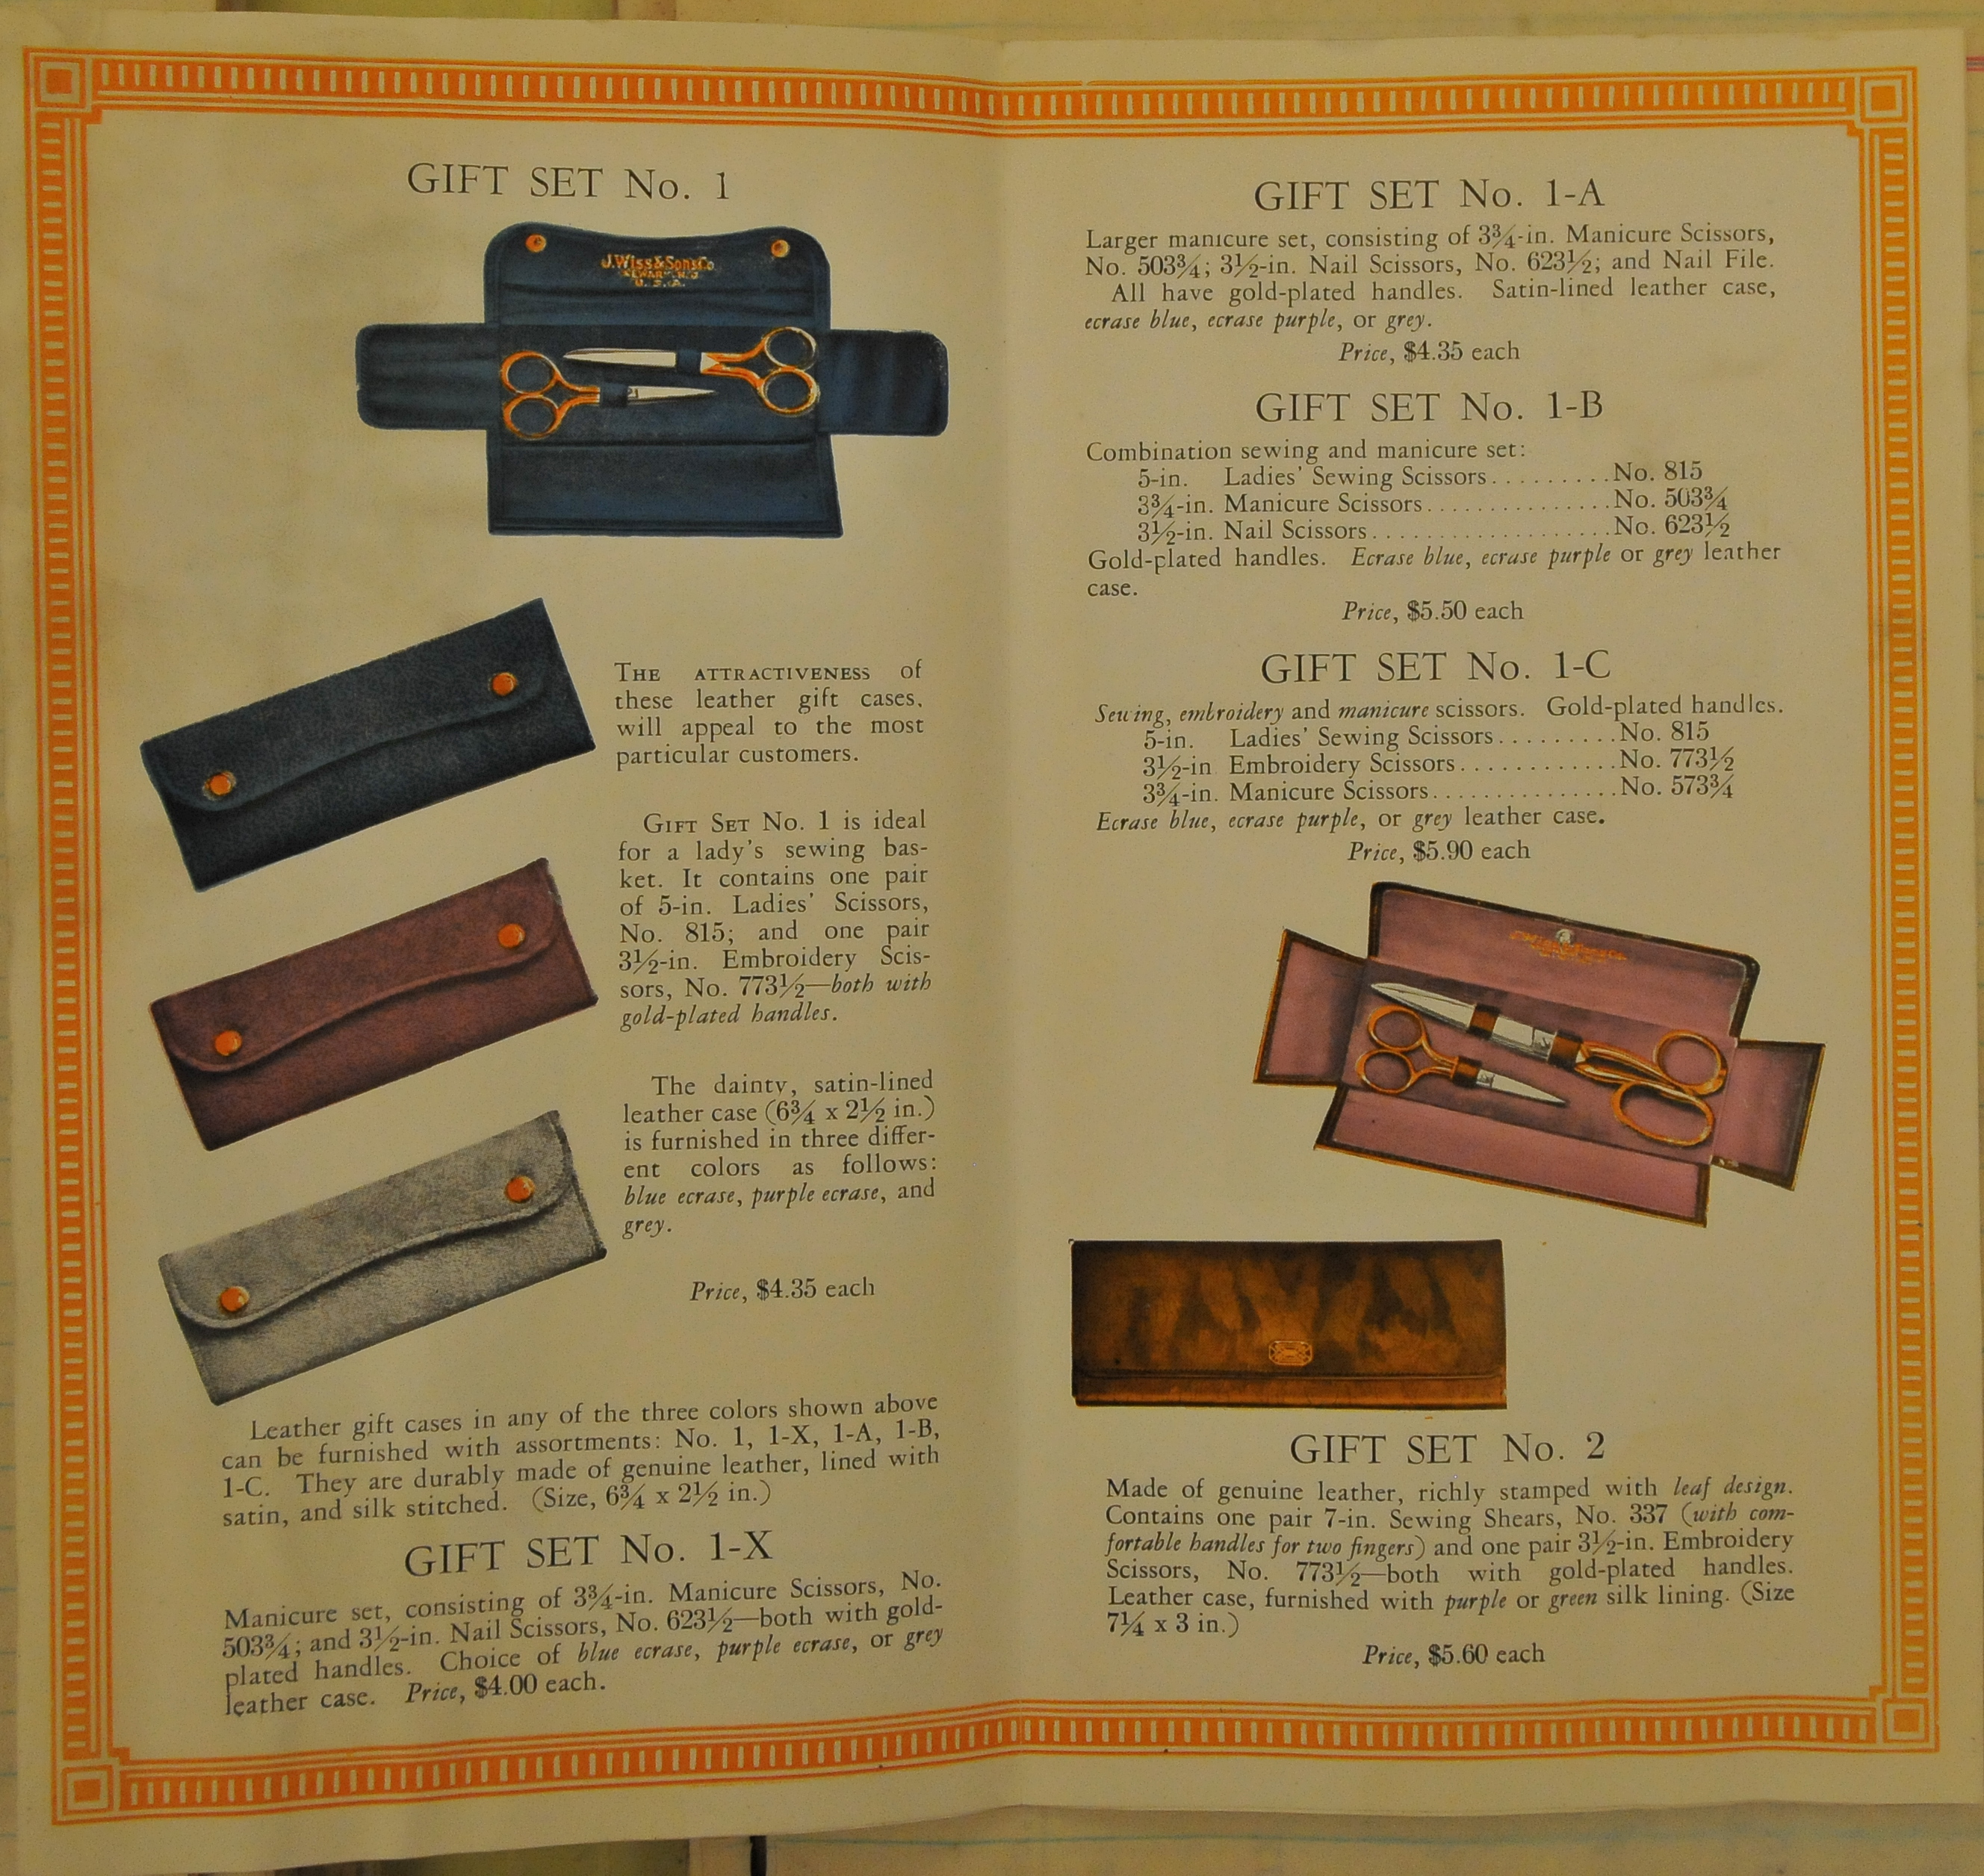 GIFT SET No. 1
J. Wiss & Sons Co
NEWARK, N.J.
U. S. A.
THE ATTRACTIVENESS of
these leather gift cases,
will appeal to the most
particular customers.
GIFT SET No. 1 is ideal
for a lady's sewing bas-
ket. It contains one pair
of 5-in. Ladies' Scissors,
No. 815; and one pair
3½-in. Embroidery Scis-
sors, No. 773½—both with
gold-plated handles.
The dainty, satin-lined
leather case (6¾ x 2½ in.)
is furnished in three differ-
ent colors as follows:
blue ecrase, purple ecrase, and
grey.
Price, $4.35 each
Leather gift cases in any of the three colors shown above
can be furnished with assortments: No. 1, 1-X, 1-A, 1-B,
1-C. They are durably made of genuine leather, lined with
satin, and silk stitched. (Size, 6¾ x 2½ in.)
GIFT SET No. 1-X
Manicure set, consisting of 3¾-in. Manicure Scissors, No.
503¾; and 3½-in. Nail Scissors, No. 623½—both with gold-
plated handles. Choice of blue ecrase, purple ecrase, or grey
leather case. Price, $4.00 each.
GIFT SET No. 1-A
Larger manicure set, consisting of 3¾-in. Manicure Scissors,
No. 503¾; 3½-in. Nail Scissors, No. 623½; and Nail File.
All have gold-plated handles. Satin-lined leather case,
ecrase blue, ecrase purple, or grey.
Price, $4.35 each
GIFT SET No. 1-B
Combination sewing and manicure set:
5-in. Ladies' Sewing Scissors.........No. 815
3¾-in. Manicure Scissors...............No. 503¾
3½-in. Nail Scissors...................No. 623½
Gold-plated handles. Ecrase blue, ecrase purple or grey leather
case.
Price, $5.50 each
GIFT SET No. 1-C
Sewing, embroidery and manicure scissors. Gold-plated handles.
5-in. Ladies' Sewing Scissors.........No. 815
3½-in Embroidery Scissors............No. 773½
3¾-in. Manicure Scissors..............No. 573¾
Ecrase blue, ecrase purple, or grey leather case.
Price, $5.90 each
GIFT SET No. 2
Made of genuine leather, richly stamped with leaf design.
Contains one pair 7-in. Sewing Shears, No. 337 (with com-
fortable handles for two fingers) and one pair 3½-in. Embroidery
Scissors, No. 773½—both with gold-plated handles.
Leather case, furnished with purple or green silk lining. (Size
7¼ x 3 in.)
Price, $5.60 each